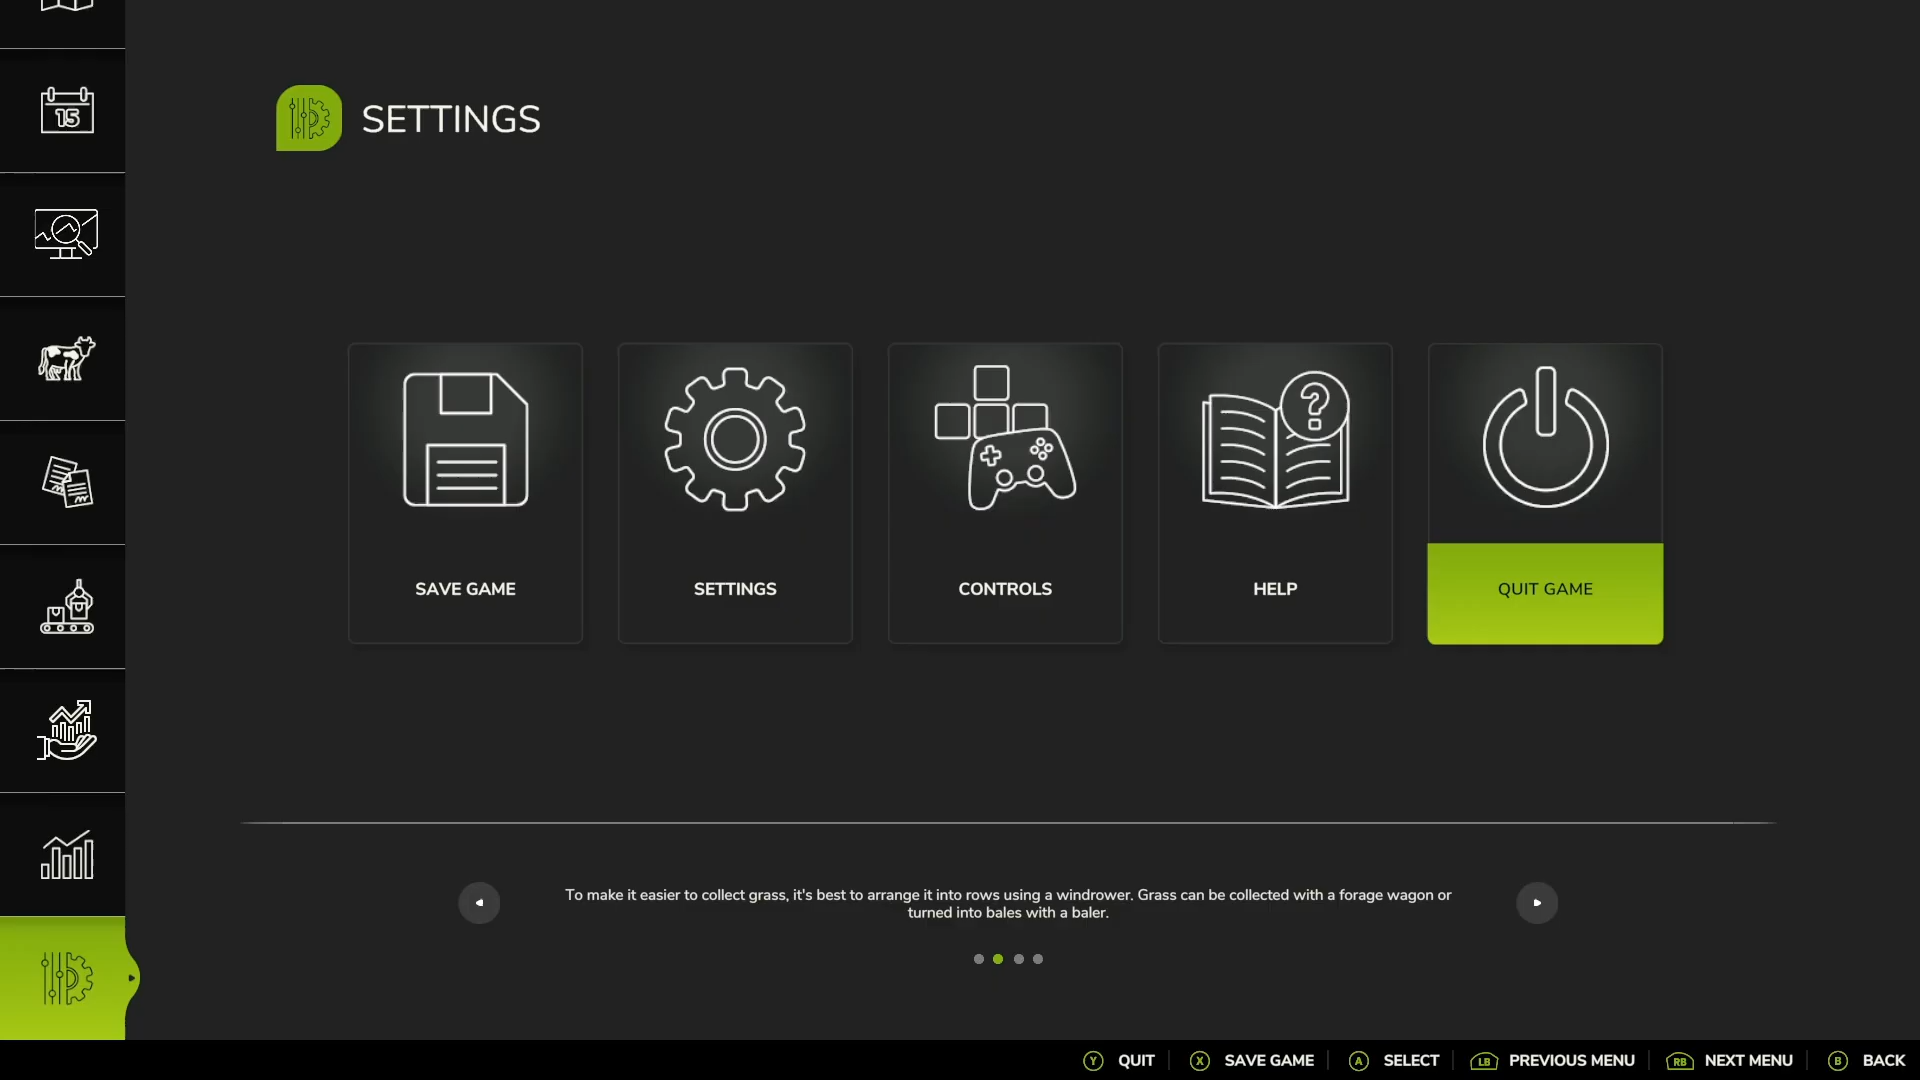 15
SETTINGS
SAVE GAME
SETTINGS
CONTROLS
?
HELP
QUIT GAME
To make it easier to collect grass, it's best to arrange it into rows using a windrower. Grass can be collected with a forage wagon or
turned into bales with a baler.
Y QUIT X SAVE GAME A SELECT LB PREVIOUS MENU RB NEXT MENU B BACK